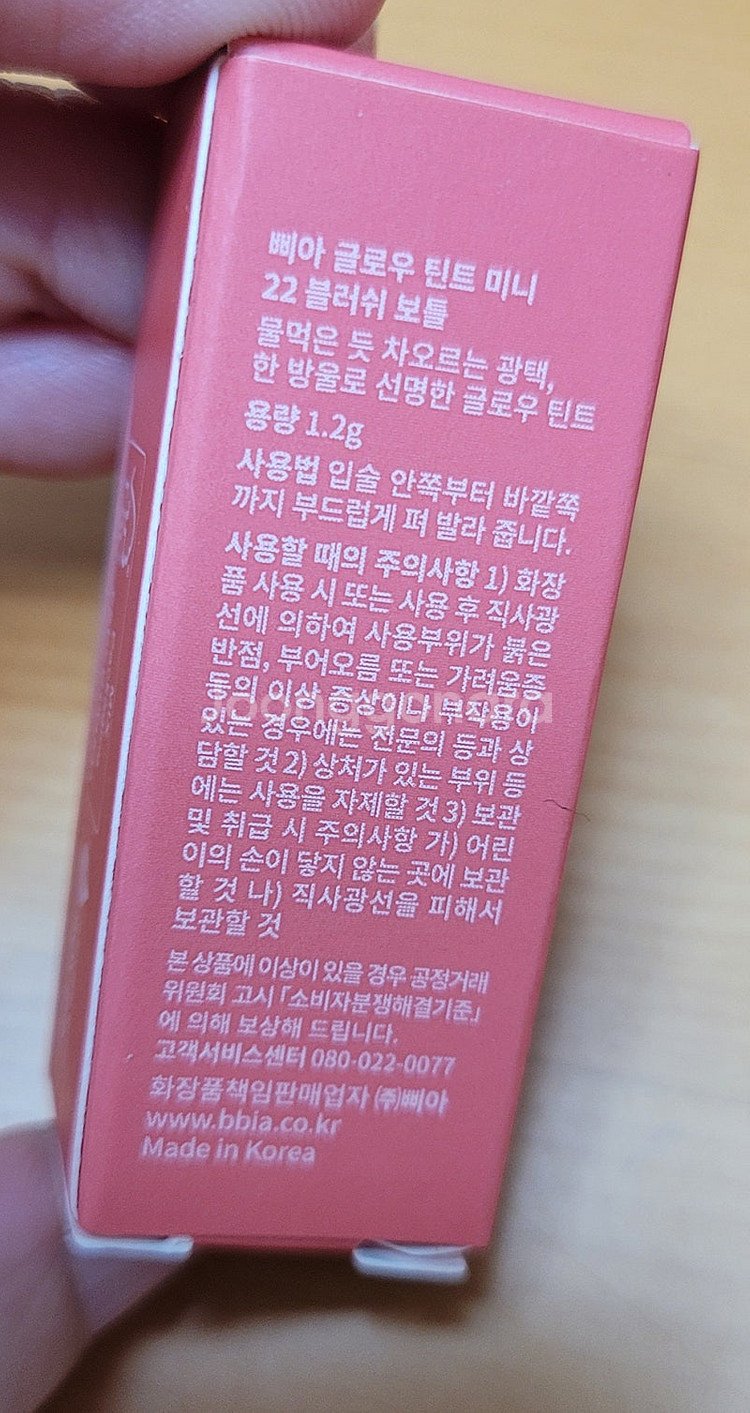 삐아 글로우 틴트 미니
22 블러쉬 보틀
물먹은 듯 차오르는 광택,
한 방울로 선명한 글로우 틴트
용량 1.2g
사용법 입술 안쪽부터 바깥쪽
까지 부드럽게 펴 발라 줍니다.
사용할 때의 주의사항 1) 화장
품 사용 시 또는 사용 후 직사광
선에 의하여 사용부위가 붉은
반점, 부어오름 또는 가려움증
등의 이상 증상이나 부작용이
있는 경우에는 전문의 등과 상
담할 것 2) 상처가 있는 부위 등
에는 사용을 자제할 것 3) 보관
및 취급 시 주의사항 가) 어린
이의 손이 닿지 않는 곳에 보관
할 것 나) 직사광선을 피해서
보관할 것
본 상품에 이상이 있을 경우 공정거래
위원회 고시 「소비자분쟁해결기준」
에 의해 보상해 드립니다.
고객서비스센터 080-022-0077
화장품책임판매업자 ㈜삐아
www.bbia.co.kr
Made in Korea
joonggonara